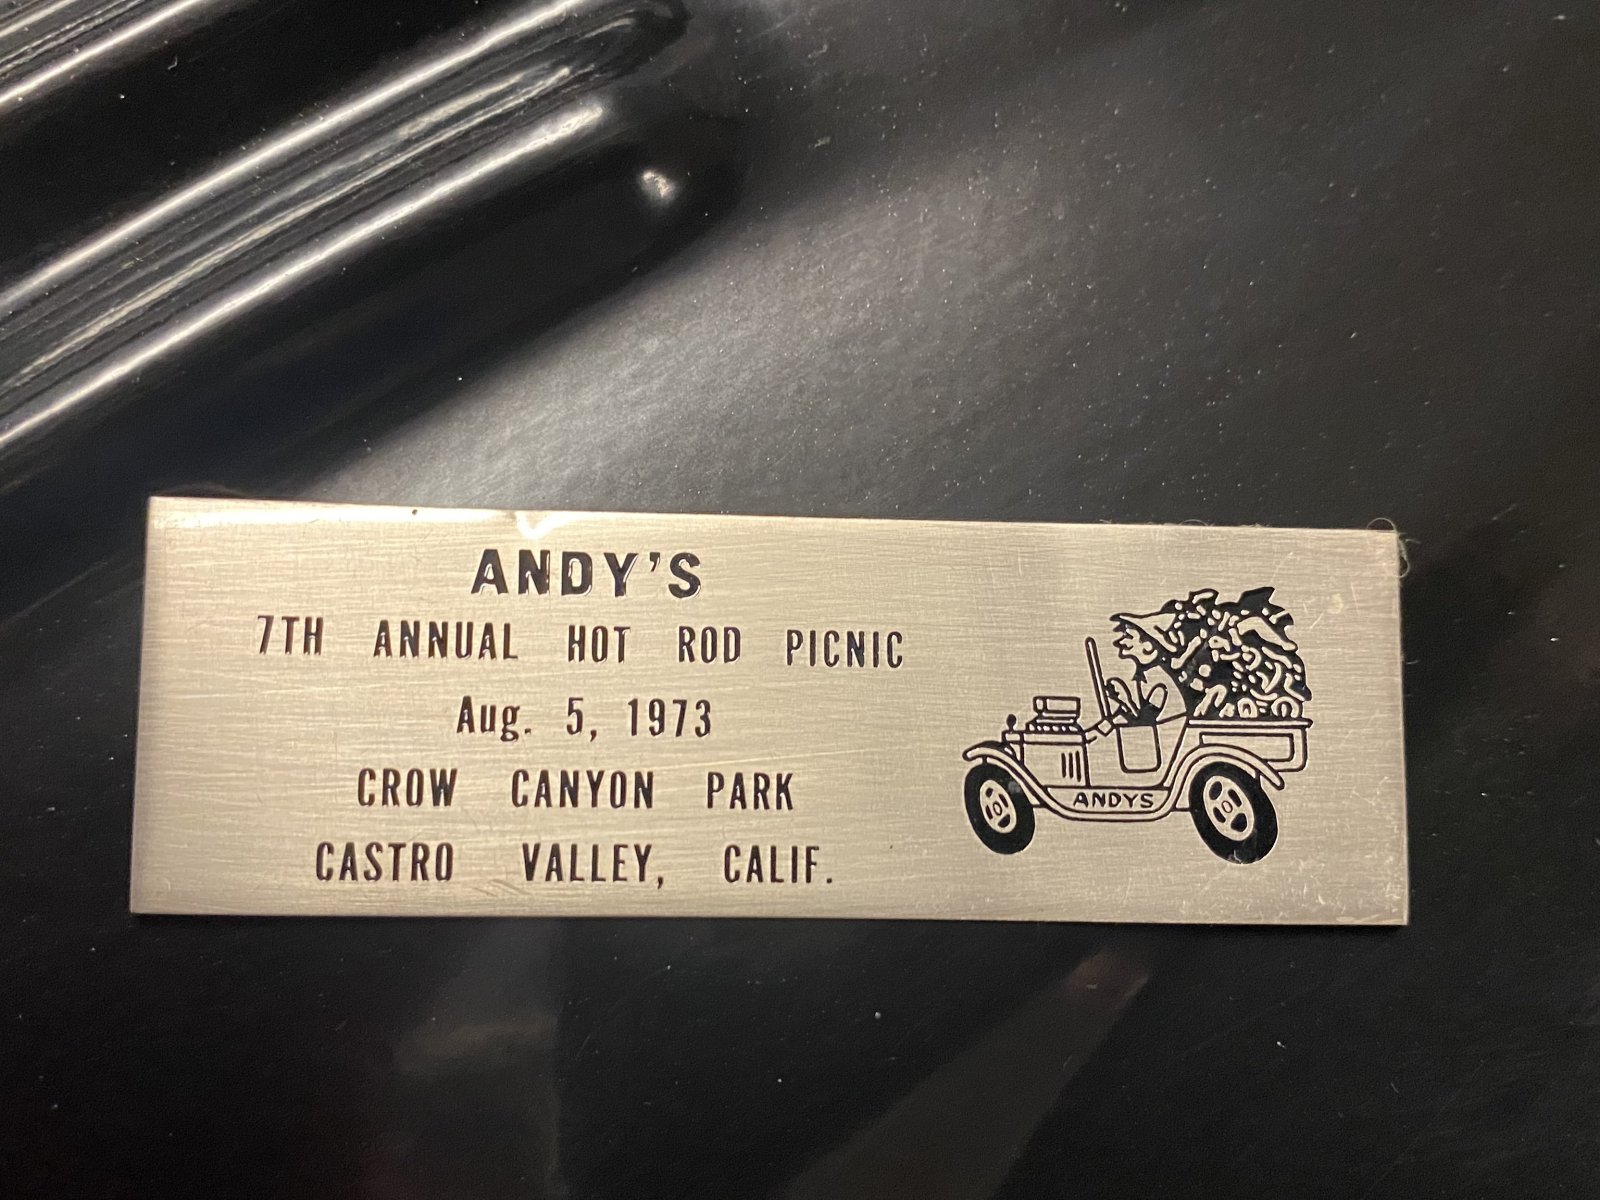 ANDY'S
7TH ANNUAL HOT ROD PICNIC
Aug. 5, 1973
CROW CANYON PARK
CASTRO VALLEY, CALIF.
ANDYS